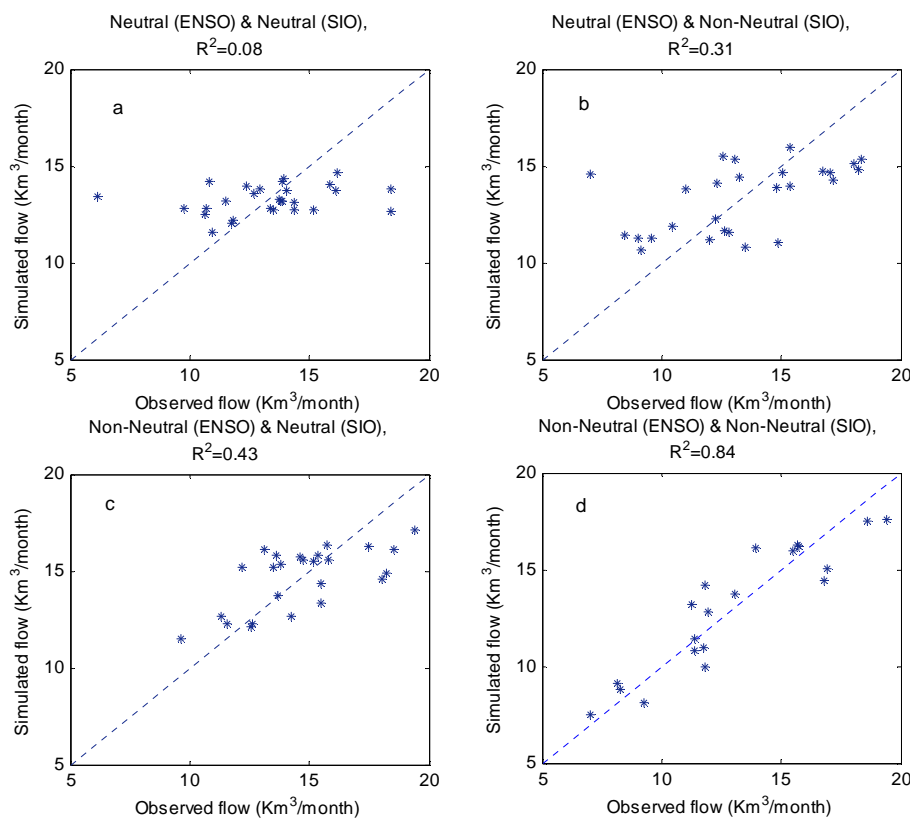 Neutral (ENSO) & Neutral (SIO),
R²=0.08
20
15
10
5
5
10
15
20
Simulated flow (Km³/month)
Observed flow (Km³/month)
a
Neutral (ENSO) & Non-Neutral (SIO),
R²=0.31
20
15
10
5
5
10
15
20
Simulated flow (Km³/month)
Observed flow (Km³/month)
b
Non-Neutral (ENSO) & Neutral (SIO),
R²=0.43
20
15
10
5
5
10
15
20
Simulated flow (Km³/month)
Observed flow (Km³/month)
c
Non-Neutral (ENSO) & Non-Neutral (SIO),
R²=0.84
20
15
10
5
5
10
15
20
Simulated flow (Km³/month)
Observed flow (Km³/month)
d